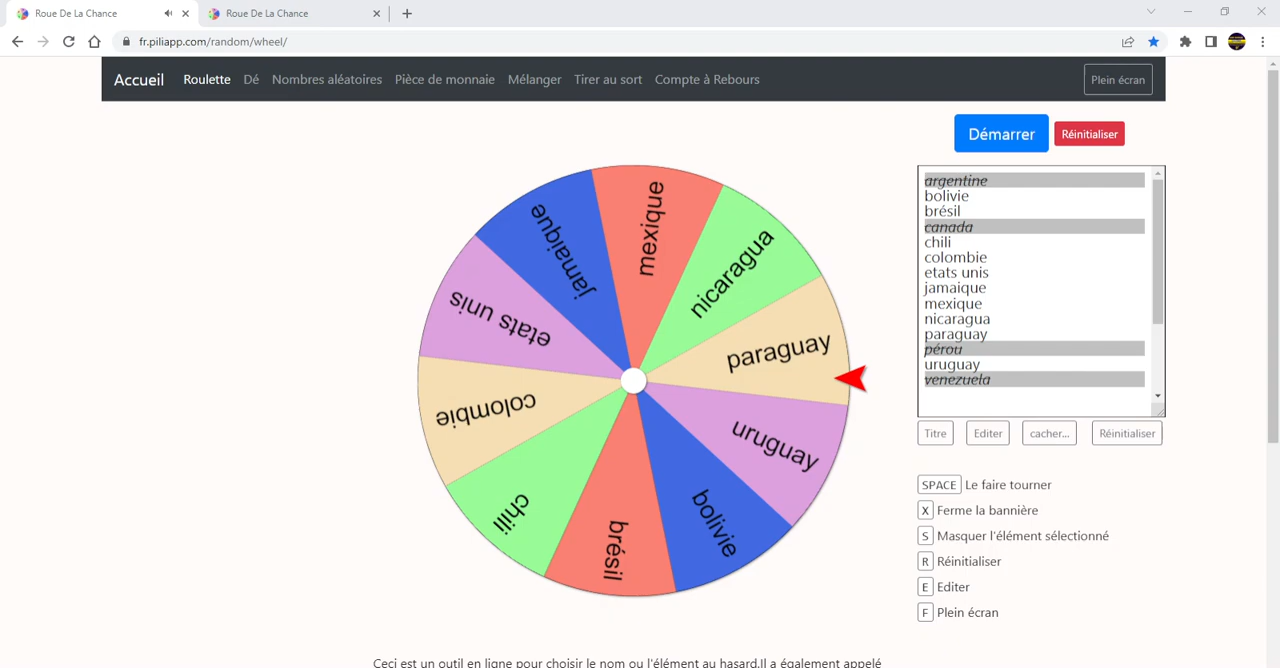 Roue De La Chance
Roue De La Chance
fr.piliapp.com/random/wheel/
Accueil Roulette Dé Nombres aléatoires Pièce de monnaie Mélanger Tirer au sort Compte à Rebours Plein écran
Démarrer Réinitialiser
mexique
nicaragua
paraguay
uruguay
bolivie
brésil
chili
colombie
etats unis
jamaique
argentine
bolivie
brésil
canada
chili
colombie
etats unis
jamaique
mexique
nicaragua
paraguay
pérou
uruguay
venezuela
Titre Editer cacher... Réinitialiser
SPACE Le faire tourner
X Ferme la bannière
S Masquer l'élément sélectionné
R Réinitialiser
E Editer
F Plein écran
Ceci est un outil en ligne pour choisir le nom ou l'élément au hasard.Il a également appelé